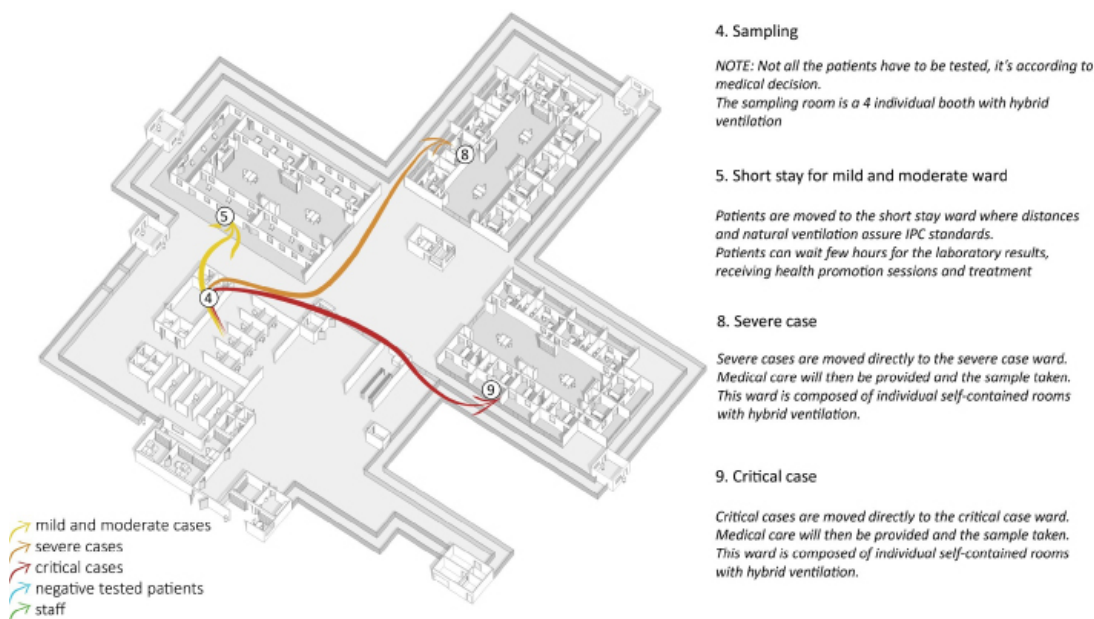 4. Sampling
NOTE: Not all the patients have to be tested, it's according to
medical decision.
The sampling room is a 4 individual booth with hybrid
ventilation
5. Short stay for mild and moderate ward
Patients are moved to the short stay ward where distances
and natural ventilation assure IPC standards.
Patients can wait few hours for the laboratory results,
receiving health promotion sessions and treatment
8. Severe case
Severe cases are moved directly to the severe case ward.
Medical care will then be provided and the sample taken.
This ward is composed of individual self-contained rooms
with hybrid ventilation.
9. Critical case
Critical cases are moved directly to the critical case ward.
Medical care will then be provided and the sample taken.
This ward is composed of individual self-contained rooms
with hybrid ventilation.
8
5
4
9
mild and moderate cases
severe cases
critical cases
negative tested patients
staff